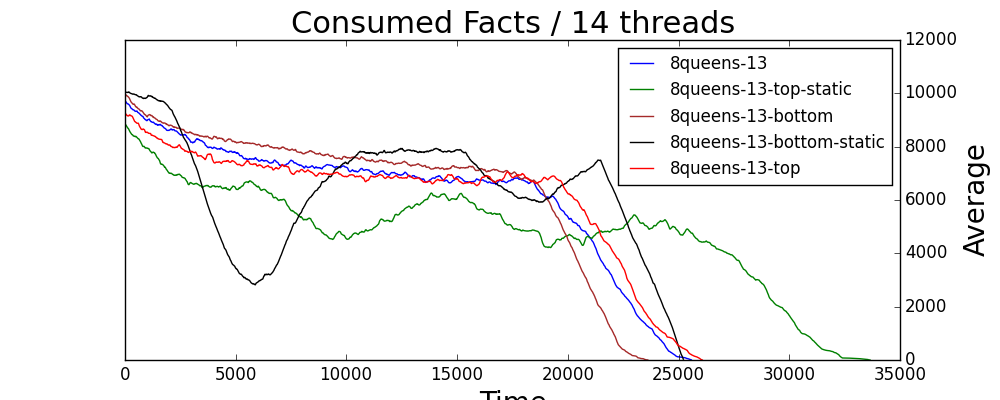 Consumed Facts / 14 threads
12000
8queens-13
8queens-13-top-static
10000
8queens-13-bottom
8queens-13-bottom-static
8000
8queens-13-top
Average
6000
4000
2000
0
0 5000 10000 15000 20000 25000 30000 35000
Time